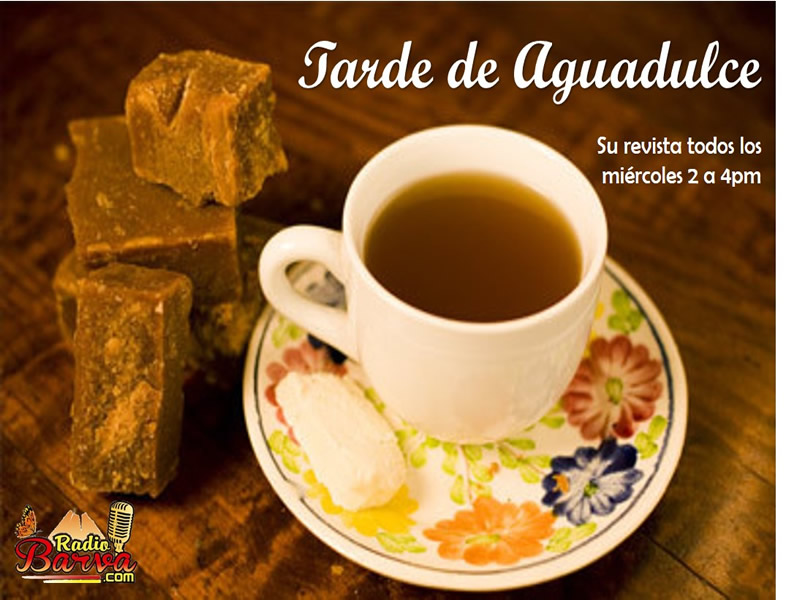 Tarde de Aguadulce
Su revista todos los
miércoles 2 a 4pm
Radio
Barva
.com